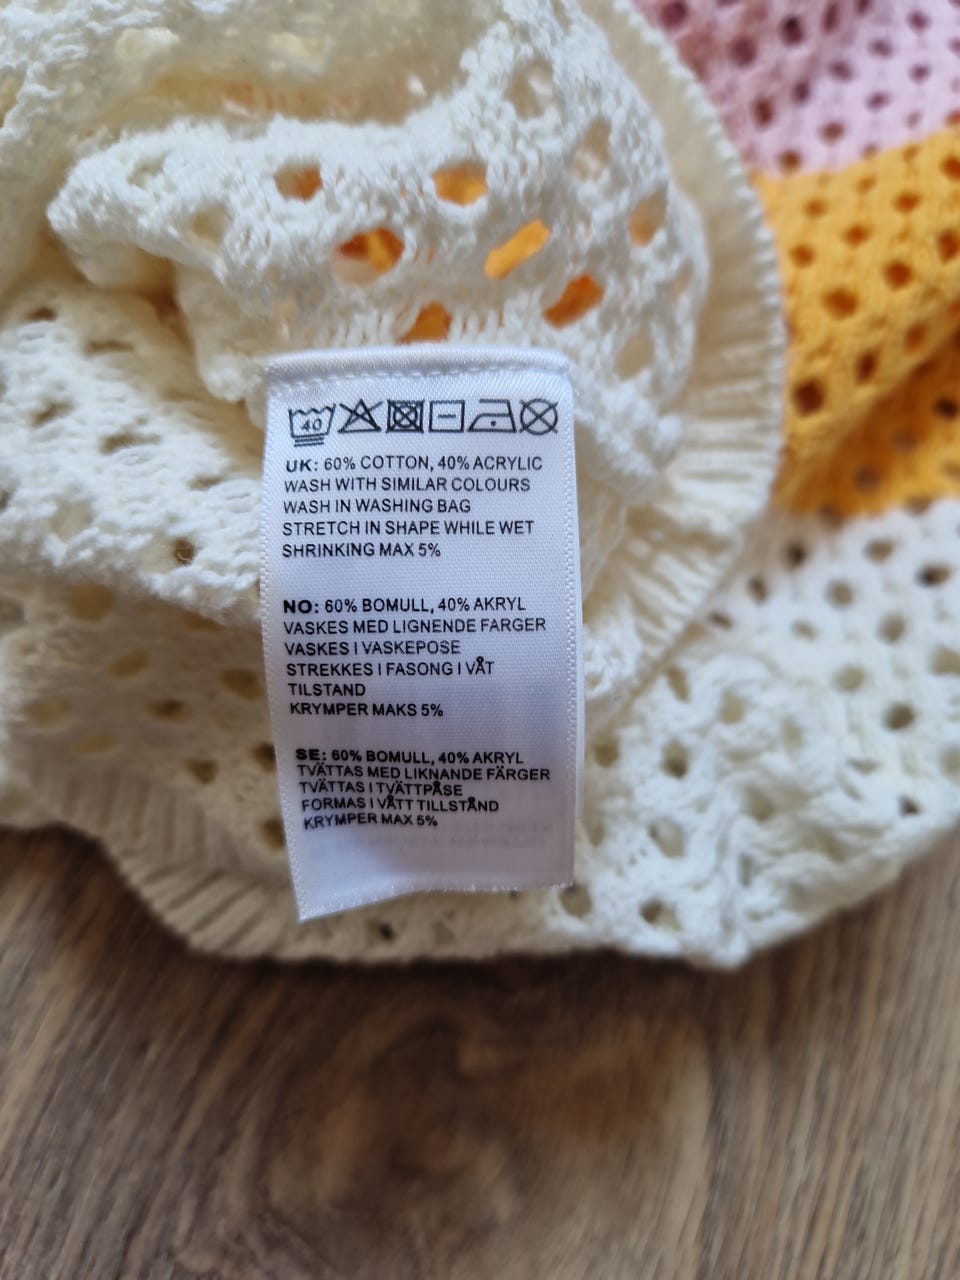 40
UK: 60% COTTON, 40% ACRYLIC
WASH WITH SIMILAR COLOURS
WASH IN WASHING BAG
STRETCH IN SHAPE WHILE WET
SHRINKING MAX 5%
NO: 60% BOMULL, 40% AKRYL
VASKES MED LIGNENDE FARGER
VASKES I VASKEPOSE
STREKKES I FASONG I VÅT
TILSTAND
KRYMPER MAKS 5%
SE: 60% BOMULL, 40% AKRYL
TVÄTTAS MED LIKNANDE FÄRGER
TVÄTTAS I TVÄTTPÅSE
FORMAS I VÅTT TILLSTÅND
KRYMPER MAX 5%